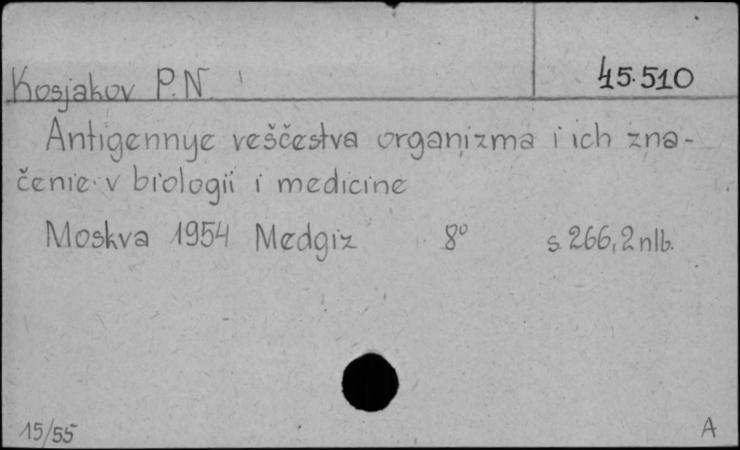 Kosjakov P.N.
45.510
Antigennye veščestva organizma i ich zna-
čenie v biologii i medicine
Moskva 1954 Medgiz 8° s 266, 2 nlb.
15/55
A